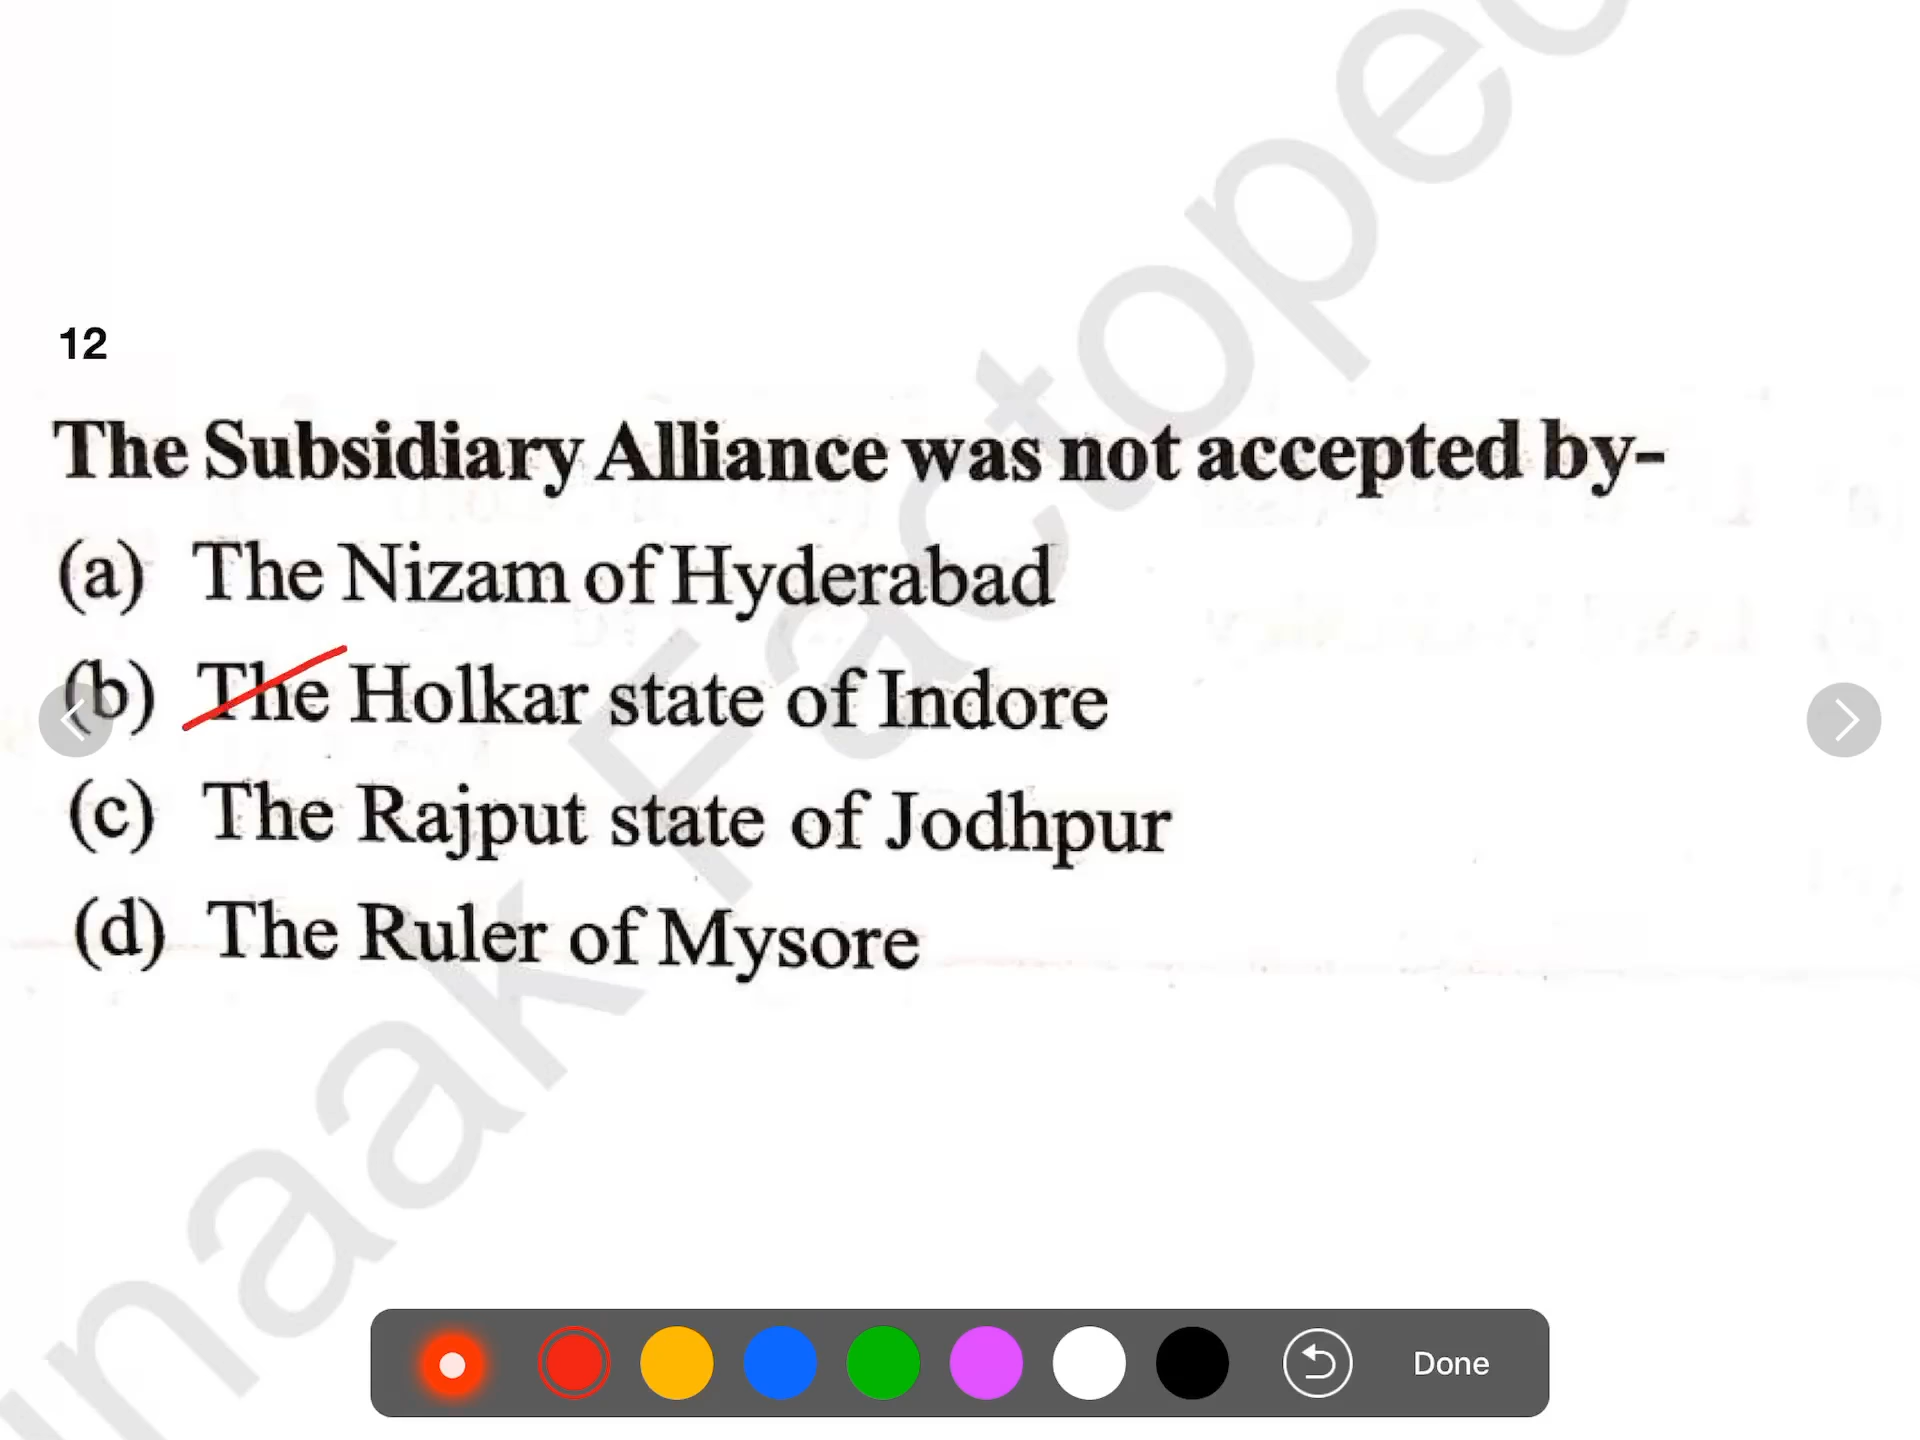 12
The Subsidiary Alliance was not accepted by-
(a) The Nizam of Hyderabad
(b) The Holkar state of Indore
(c) The Rajput state of Jodhpur
(d) The Ruler of Mysore
Done